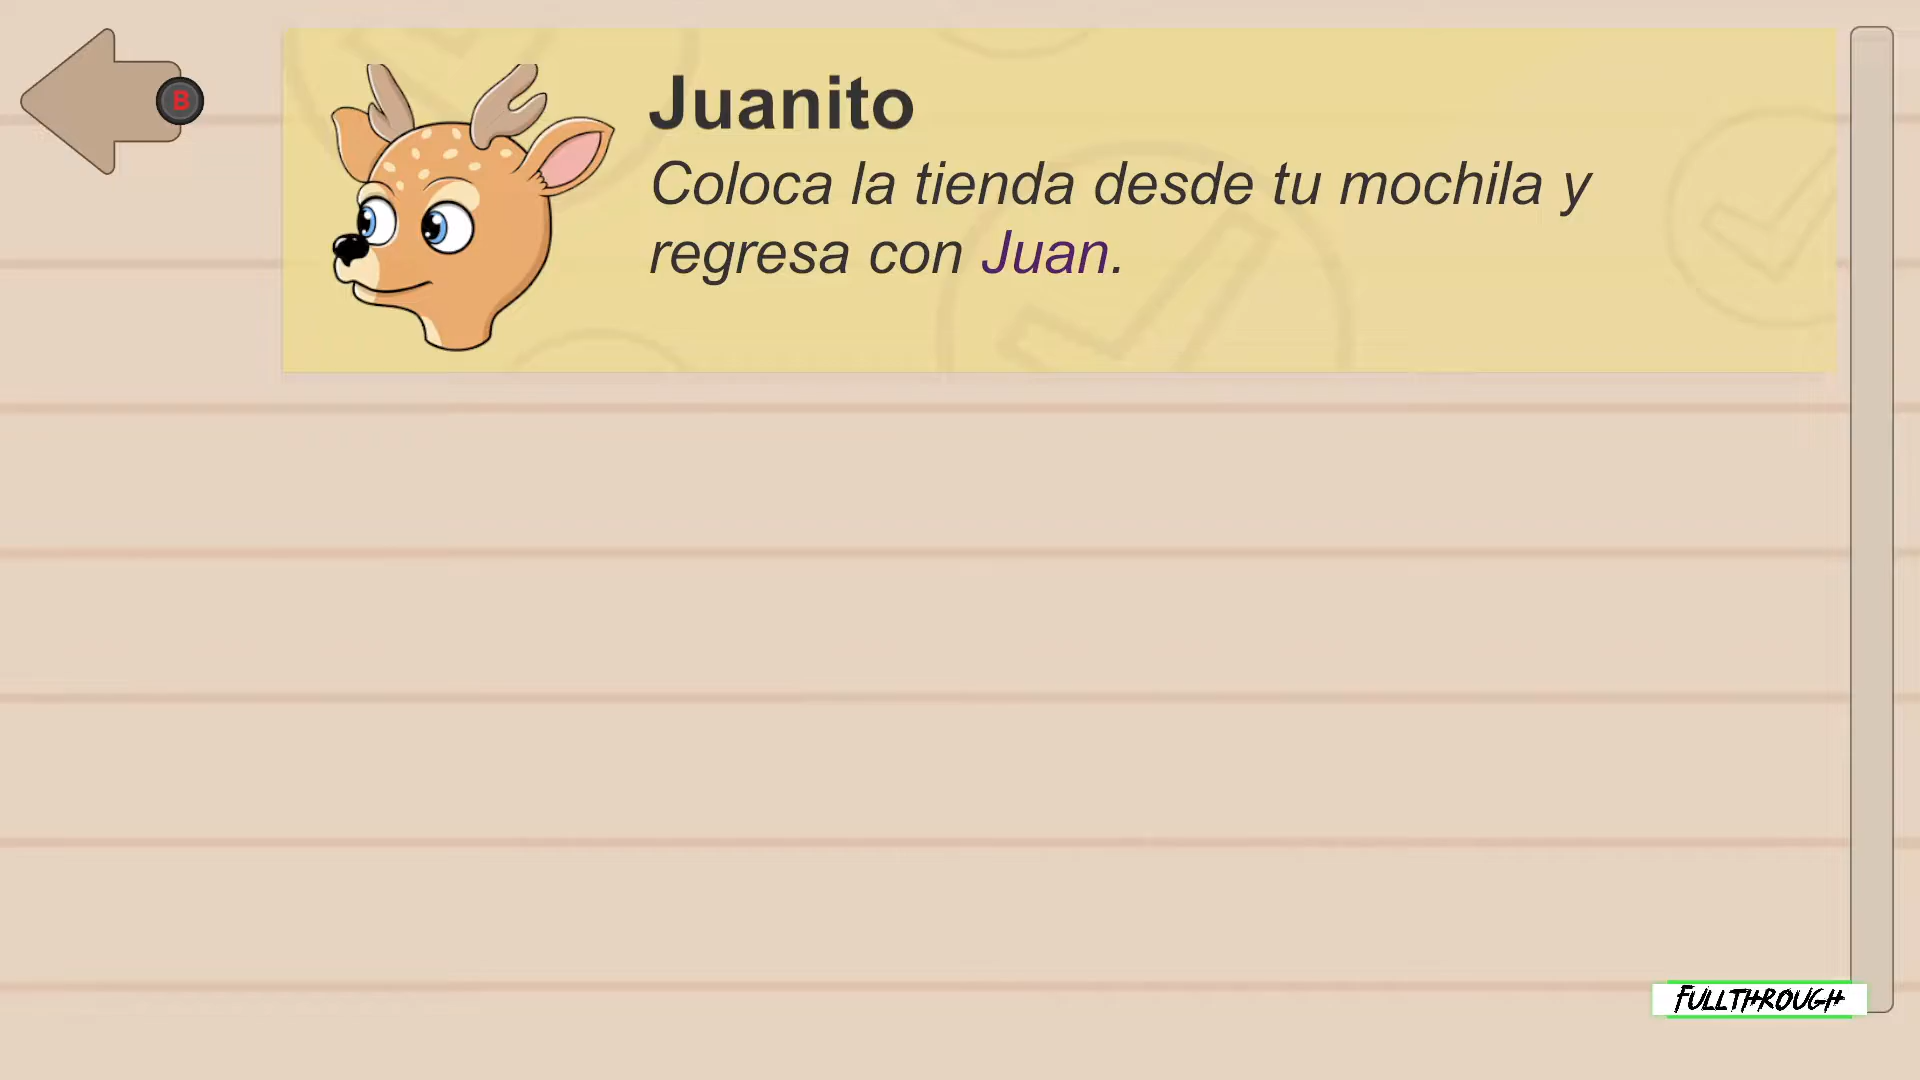 B
Juanito
Coloca la tienda desde tu mochila y
regresa con Juan.
FULLTHROUGH